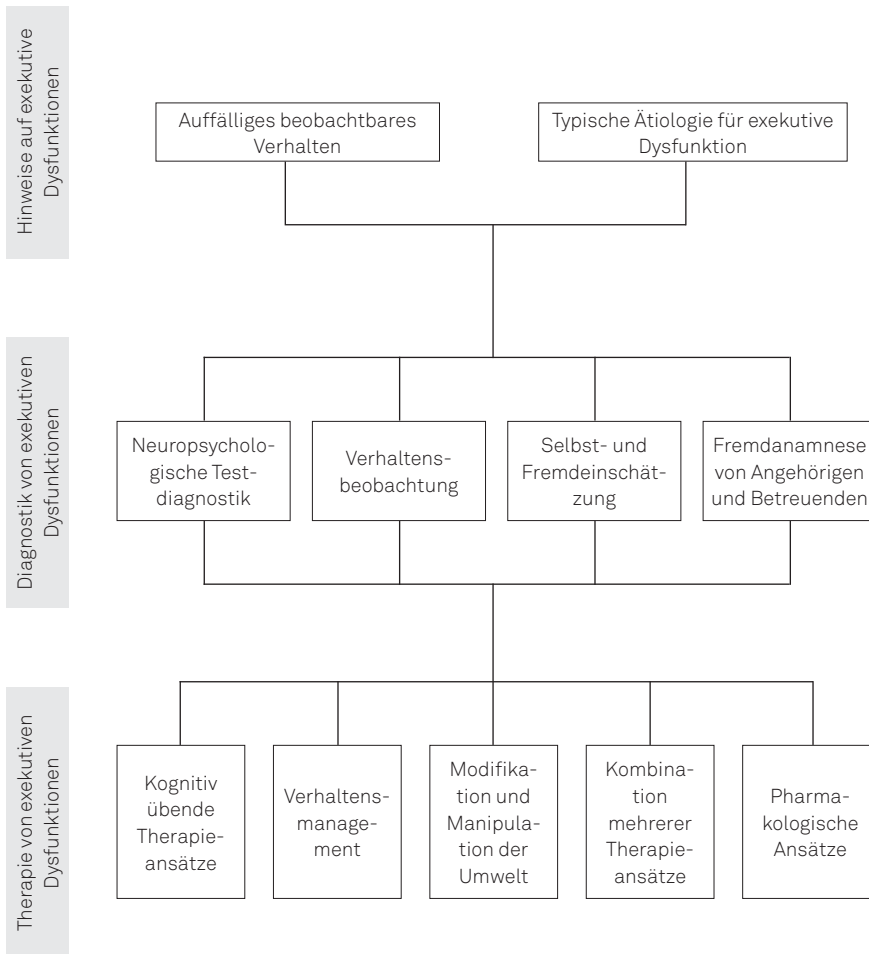 Hinweise auf exekutive
Dysfunktionen
Auffälliges beobachtbares
Verhalten
Typische Ätiologie für exekutive
Dysfunktion
Diagnostik von exekutiven
Dysfunktionen
Neuropsycholo-
gische Test-
diagnostik
Verhaltens-
beobachtung
Selbst- und
Fremdeinschät-
zung
Fremdanamnese
von Angehörigen
und Betreuenden
Therapie von exekutiven
Dysfunktionen
Kognitiv
übende
Therapie-
ansätze
Verhaltens-
manage-
ment
Modifika-
tion und
Manipula-
tion der
Umwelt
Kombina-
tion
mehrerer
Therapie-
ansätze
Pharma-
kologische
Ansätze